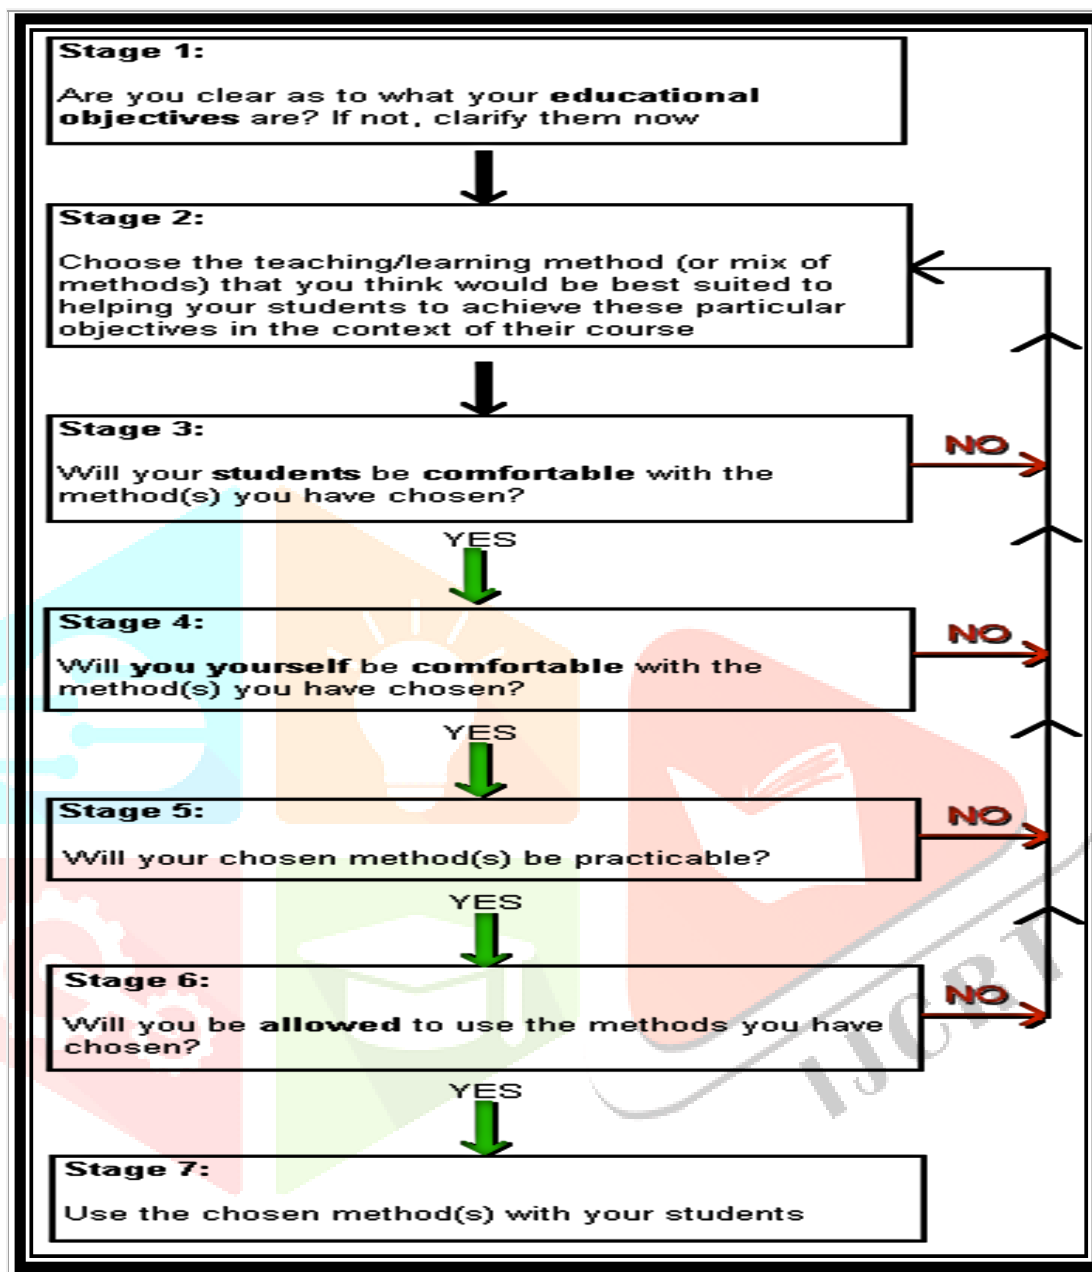 Stage 1:
Are you clear as to what your educational
objectives are? If not, clarify them now
Stage 2:
Choose the teaching/learning method (or mix of
methods) that you think would be best suited to
helping your students to achieve these particular
objectives in the context of their course
Stage 3:
Will your students be comfortable with the
method(s) you have chosen?
NO
YES
Stage 4:
Will you yourself be comfortable with the
method(s) you have chosen?
NO
YES
Stage 5:
Will your chosen method(s) be practicable?
NO
YES
Stage 6:
Will you be allowed to use the methods you have
chosen?
NO
YES
Stage 7:
Use the chosen method(s) with your students
IJCRT